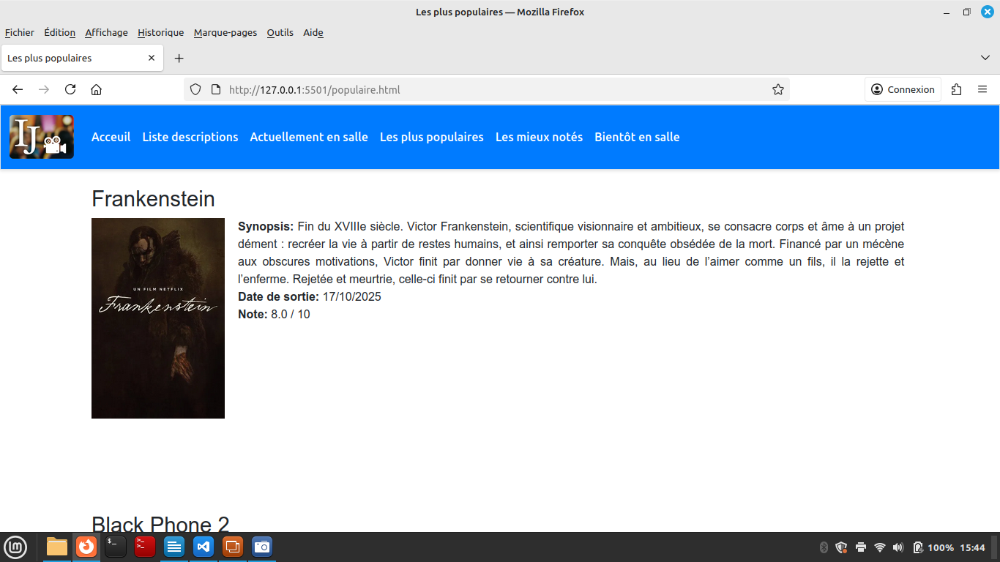 Les plus populaires — Mozilla Firefox
Fichier Édition Affichage Historique Marque-pages Outils Aide
Les plus populaires
http://127.0.0.1:5501/populaire.html
Connexion
IJ
Acceuil Liste descriptions Actuellement en salle Les plus populaires Les mieux notés Bientôt en salle
Frankenstein
UN FILM NETFLIX
Frankenstein
Synopsis: Fin du XVIIIe siècle. Victor Frankenstein, scientifique visionnaire et ambitieux, se consacre corps et âme à un projet
dément : recréer la vie à partir de restes humains, et ainsi remporter sa conquête obsédée de la mort. Financé par un mécène
aux obscures motivations, Victor finit par donner vie à sa créature. Mais, au lieu de l’aimer comme un fils, il la rejette et
l’enferme. Rejetée et meurtrie, celle-ci finit par se retourner contre lui.
Date de sortie: 17/10/2025
Note: 8.0 / 10
Black Phone 2
100% 15:44